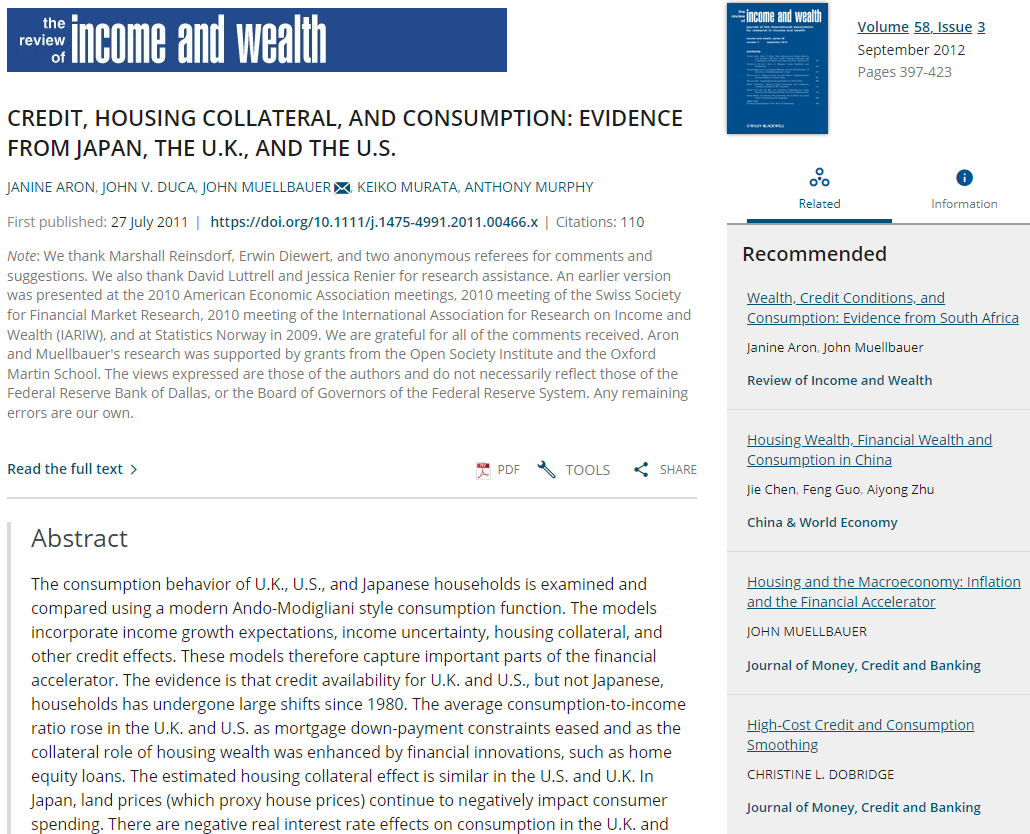 the
review
of
income and wealth
CREDIT, HOUSING COLLATERAL, AND CONSUMPTION: EVIDENCE
FROM JAPAN, THE U.K., AND THE U.S.
JANINE ARON, JOHN V. DUCA, JOHN MUELLBAUER, KEIKO MURATA, ANTHONY MURPHY
First published: 27 July 2011 | https://doi.org/10.1111/j.1475-4991.2011.00466.x | Citations: 110
Note: We thank Marshall Reinsdorf, Erwin Diewert, and two anonymous referees for comments and
suggestions. We also thank David Luttrell and Jessica Renier for research assistance. An earlier version
was presented at the 2010 American Economic Association meetings, 2010 meeting of the Swiss Society
for Financial Market Research, 2010 meeting of the International Association for Research on Income and
Wealth (IARIW), and at Statistics Norway in 2009. We are grateful for all of the comments received. Aron
and Muellbauer's research was supported by grants from the Open Society Institute and the Oxford
Martin School. The views expressed are those of the authors and do not necessarily reflect those of the
Federal Reserve Bank of Dallas, or the Board of Governors of the Federal Reserve System. Any remaining
errors are our own.
Read the full text >
PDF TOOLS SHARE
Abstract
The consumption behavior of U.K., U.S., and Japanese households is examined and
compared using a modern Ando-Modigliani style consumption function. The models
incorporate income growth expectations, income uncertainty, housing collateral, and
other credit effects. These models therefore capture important parts of the financial
accelerator. The evidence is that credit availability for U.K. and U.S., but not Japanese,
households has undergone large shifts since 1980. The average consumption-to-income
ratio rose in the U.K. and U.S. as mortgage down-payment constraints eased and as the
collateral role of housing wealth was enhanced by financial innovations, such as home
equity loans. The estimated housing collateral effect is similar in the U.S. and U.K. In
Japan, land prices (which proxy house prices) continue to negatively impact consumer
spending. There are negative real interest rate effects on consumption in the U.K. and
the
review
of
income and wealth
WILEY-BLACKWELL
Volume 58, Issue 3
September 2012
Pages 397-423
Related
Information
Recommended
Wealth, Credit Conditions, and
Consumption: Evidence from South Africa
Janine Aron, John Muellbauer
Review of Income and Wealth
Housing Wealth, Financial Wealth and
Consumption in China
Jie Chen, Feng Guo, Aiyong Zhu
China & World Economy
Housing and the Macroeconomy: Inflation
and the Financial Accelerator
JOHN MUELLBAUER
Journal of Money, Credit and Banking
High-Cost Credit and Consumption
Smoothing
CHRISTINE L. DOBRIDGE
Journal of Money, Credit and Banking